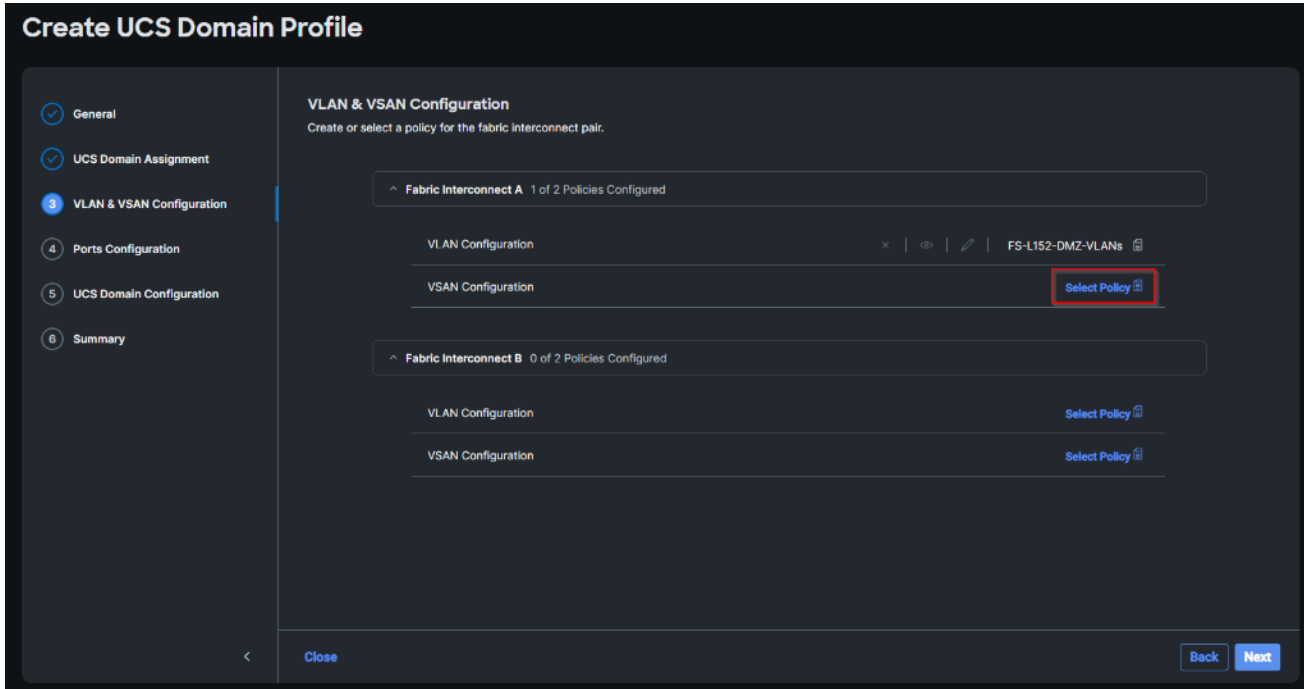 Create UCS Domain Profile
General
UCS Domain Assignment
3 VLAN & VSAN Configuration
4 Ports Configuration
5 UCS Domain Configuration
6 Summary
VLAN & VSAN Configuration
Create or select a policy for the fabric interconnect pair.
Fabric Interconnect A 1 of 2 Policies Configured
VLAN Configuration FS-L152-DMZ-VLANs
VSAN Configuration Select Policy
Fabric Interconnect B 0 of 2 Policies Configured
VLAN Configuration Select Policy
VSAN Configuration Select Policy
Close Back Next